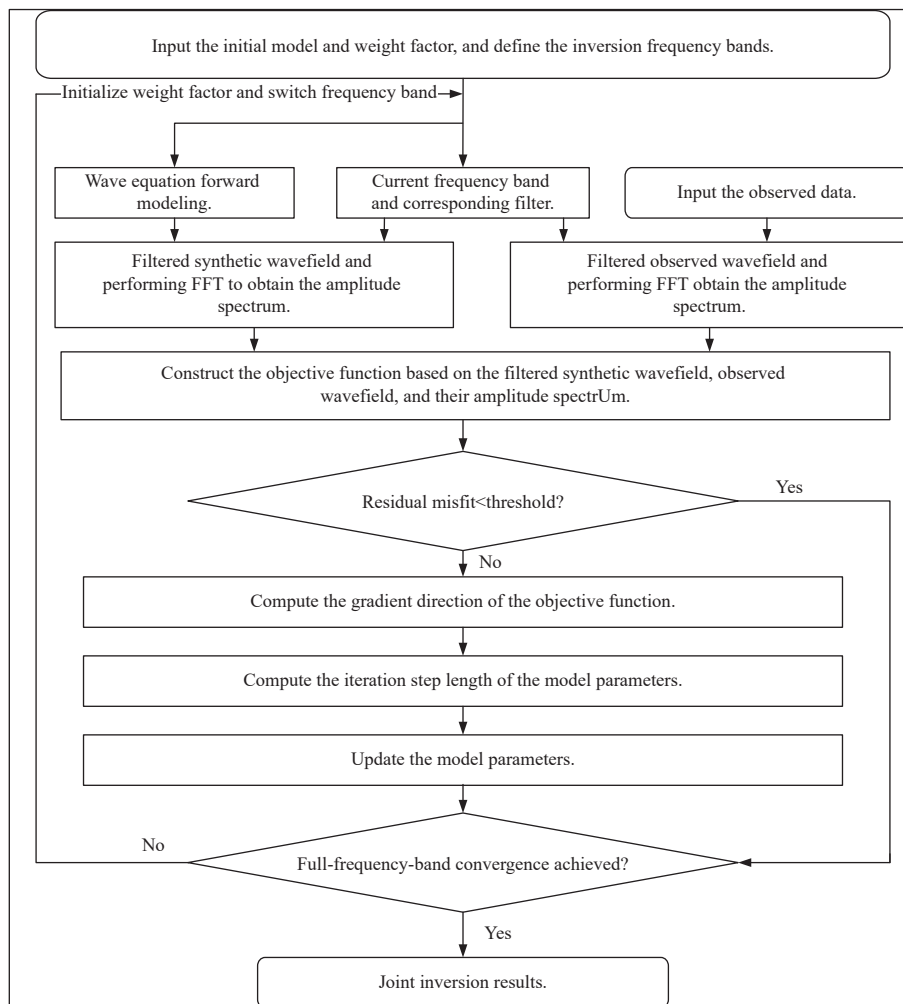 Input the initial model and weight factor, and define the inversion frequency bands.
Initialize weight factor and switch frequency band
Wave equation forward
modeling.
Current frequency band
and corresponding filter.
Input the observed data.
Filtered synthetic wavefield and
performing FFT to obtain the amplitude
spectrum.
Filtered observed wavefield and
performing FFT obtain the amplitude
spectrum.
Construct the objective function based on the filtered synthetic wavefield, observed
wavefield, and their amplitude spectrUm.
Residual misfit<threshold?
Yes
No
Compute the gradient direction of the objective function.
Compute the iteration step length of the model parameters.
Update the model parameters.
No
Full-frequency-band convergence achieved?
Yes
Joint inversion results.